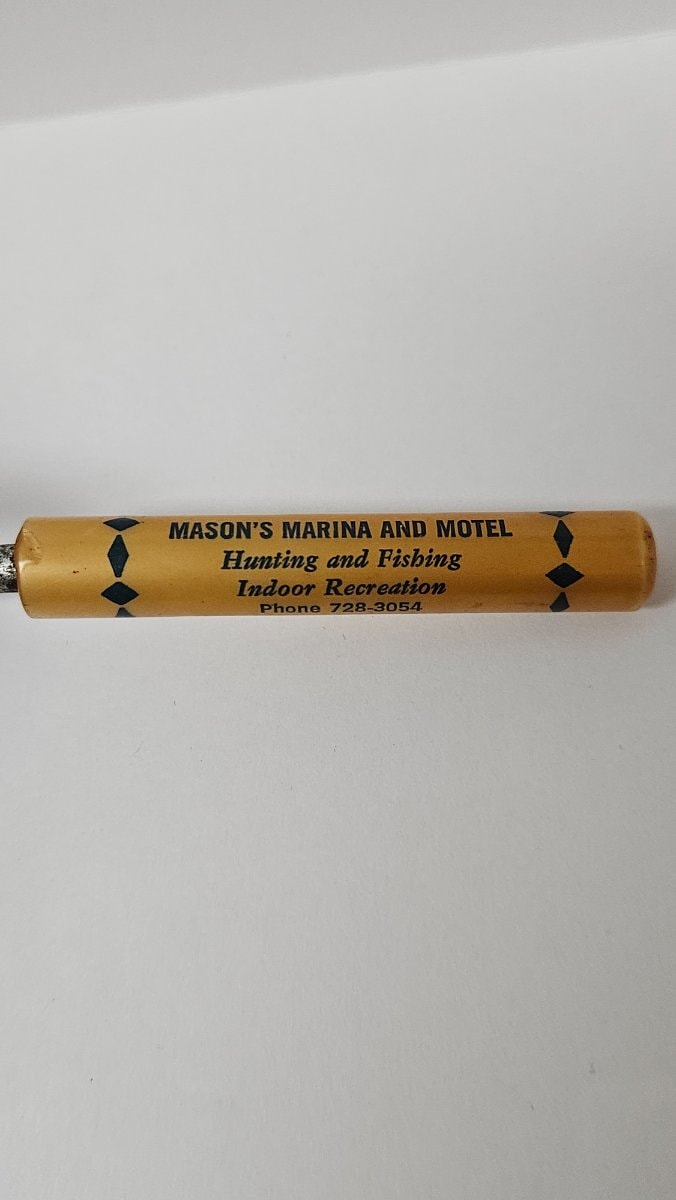 MASON'S MARINA AND MOTEL
Hunting and Fishing
Indoor Recreation
Phone 728-3054